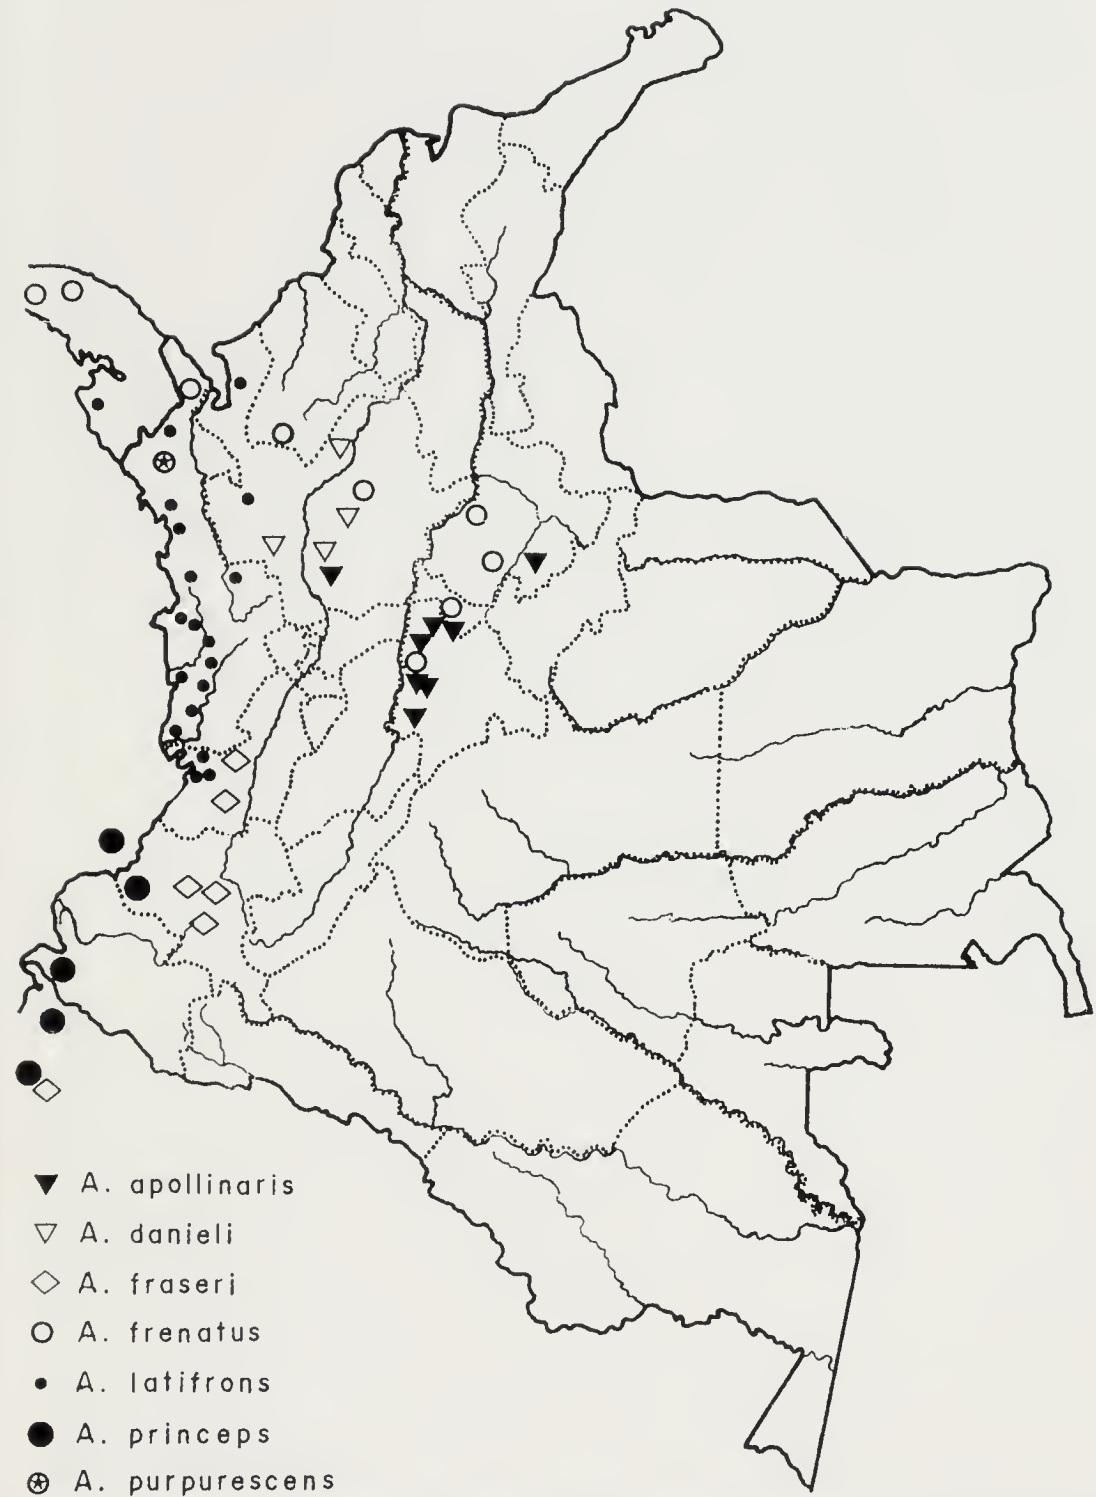 A. apollinaris
A. danieli
A. fraseri
A. frenatus
A. latifrons
A. princeps
A. purpurescens